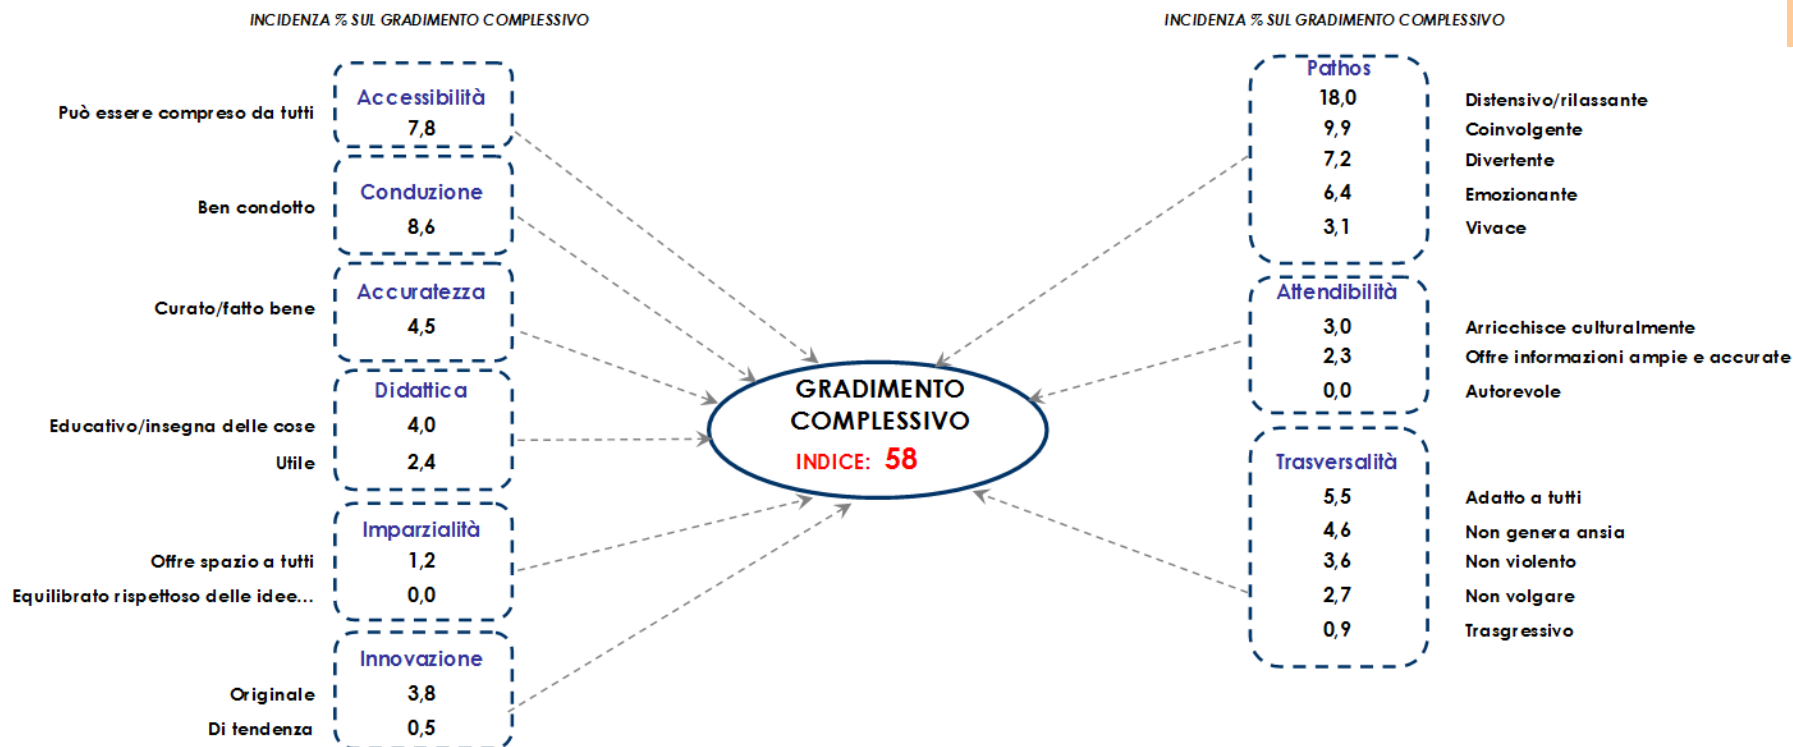 INCIDENZA % SUL GRADIMENTO COMPLESSIVO
Accessibilità
Può essere compreso da tutti
7,8
Conduzione
Ben condotto
8,6
Accuratezza
Curato/fatto bene
4,5
Didattica
Educativo/insegna delle cose
4,0
Utile
2,4
Imparzialità
Offre spazio a tutti
1,2
Equilibrato rispettoso delle idee...
0,0
Innovazione
Originale
3,8
Di tendenza
0,5
GRADIMENTO
COMPLESSIVO
INDICE: 58
INCIDENZA % SUL GRADIMENTO COMPLESSIVO
Pathos
18,0 Distensivo/rilassante
9,9 Coinvolgente
7,2 Divertente
6,4 Emozionante
3,1 Vivace
Attendibilità
3,0 Arricchisce culturalmente
2,3 Offre informazioni ampie e accurate
0,0 Autorevole
Trasversalità
5,5 Adatto a tutti
4,6 Non genera ansia
3,6 Non violento
2,7 Non volgare
0,9 Trasgressivo